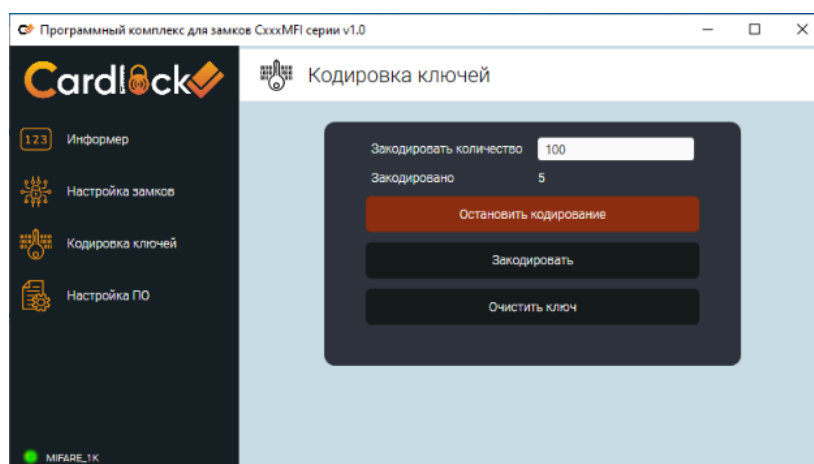 Программный комплекс для замков CxxxMFI серии v1.0
Cardlock
Кодировка ключей
123
Информер
Настройка замков
Кодировка ключей
Настройка ПО
Закодировать количество 100
Закодировано 5
Остановить кодирование
Закодировать
Очистить ключ
MIFARE_1K